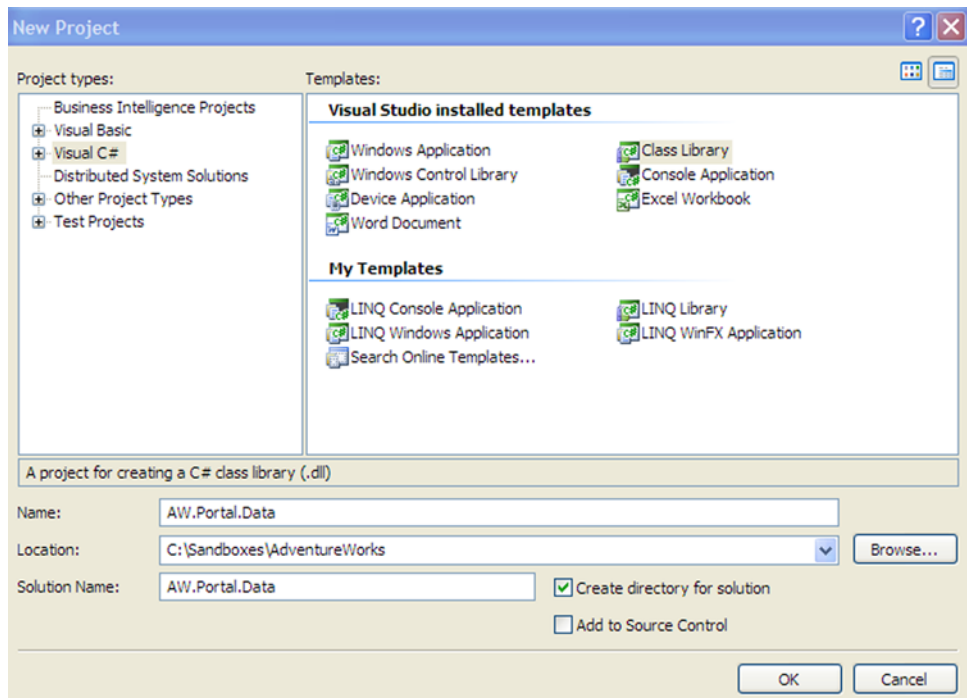 New Project
Project types:
Templates:
Business Intelligence Projects
Visual Basic
Visual C#
Distributed System Solutions
Other Project Types
Test Projects
Visual Studio installed templates
Windows Application
Class Library
Windows Control Library
Console Application
Device Application
Excel Workbook
Word Document
My Templates
LINQ Console Application
LINQ Library
LINQ Windows Application
LINQ WinFX Application
Search Online Templates...
A project for creating a C# class library (.dll)
Name:
AW.Portal.Data
Location:
C:\Sandboxes\AdventureWorks
Browse...
Solution Name:
AW.Portal.Data
Create directory for solution
Add to Source Control
OK
Cancel